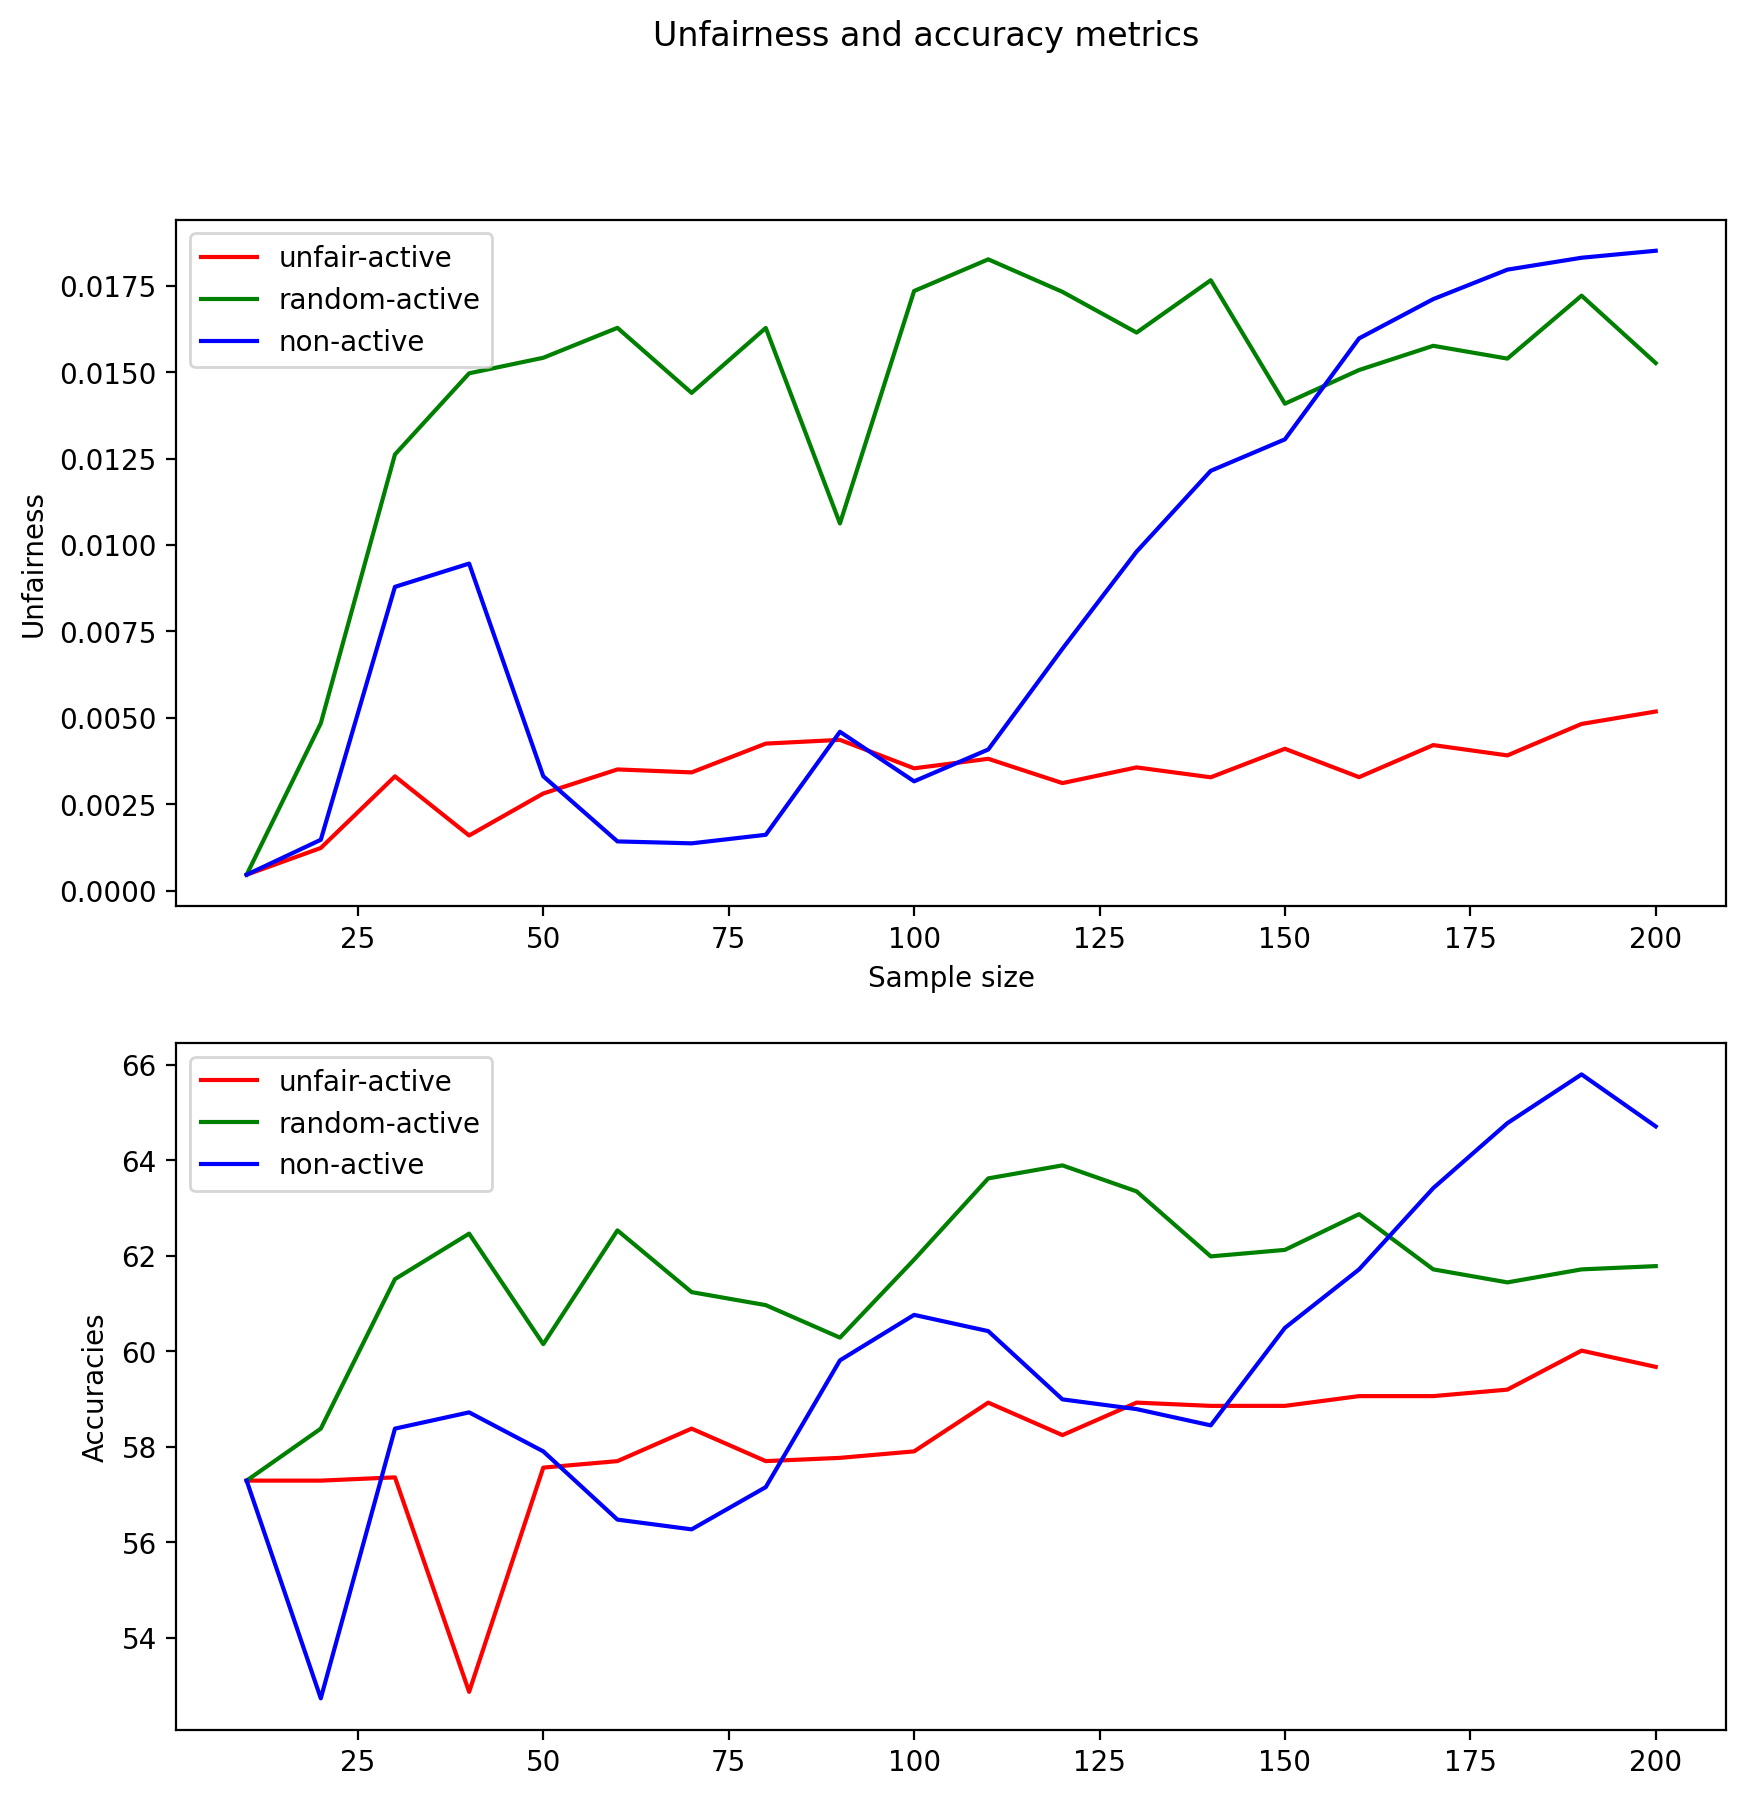 Unfairness and accuracy metrics
unfair-active
random-active
non-active
0.0175
0.0150
0.0125
0.0100
0.0075
0.0050
0.0025
0.0000
Unfairness
25 50 75 100 125 150 175 200
Sample size
unfair-active
random-active
non-active
66
64
62
60
58
56
54
Accuracies
25 50 75 100 125 150 175 200